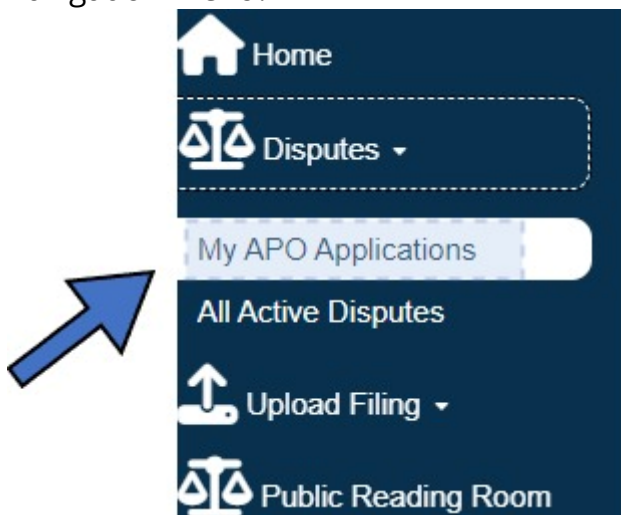 Home
Disputes
My APO Applications
All Active Disputes
Upload Filing
Public Reading Room